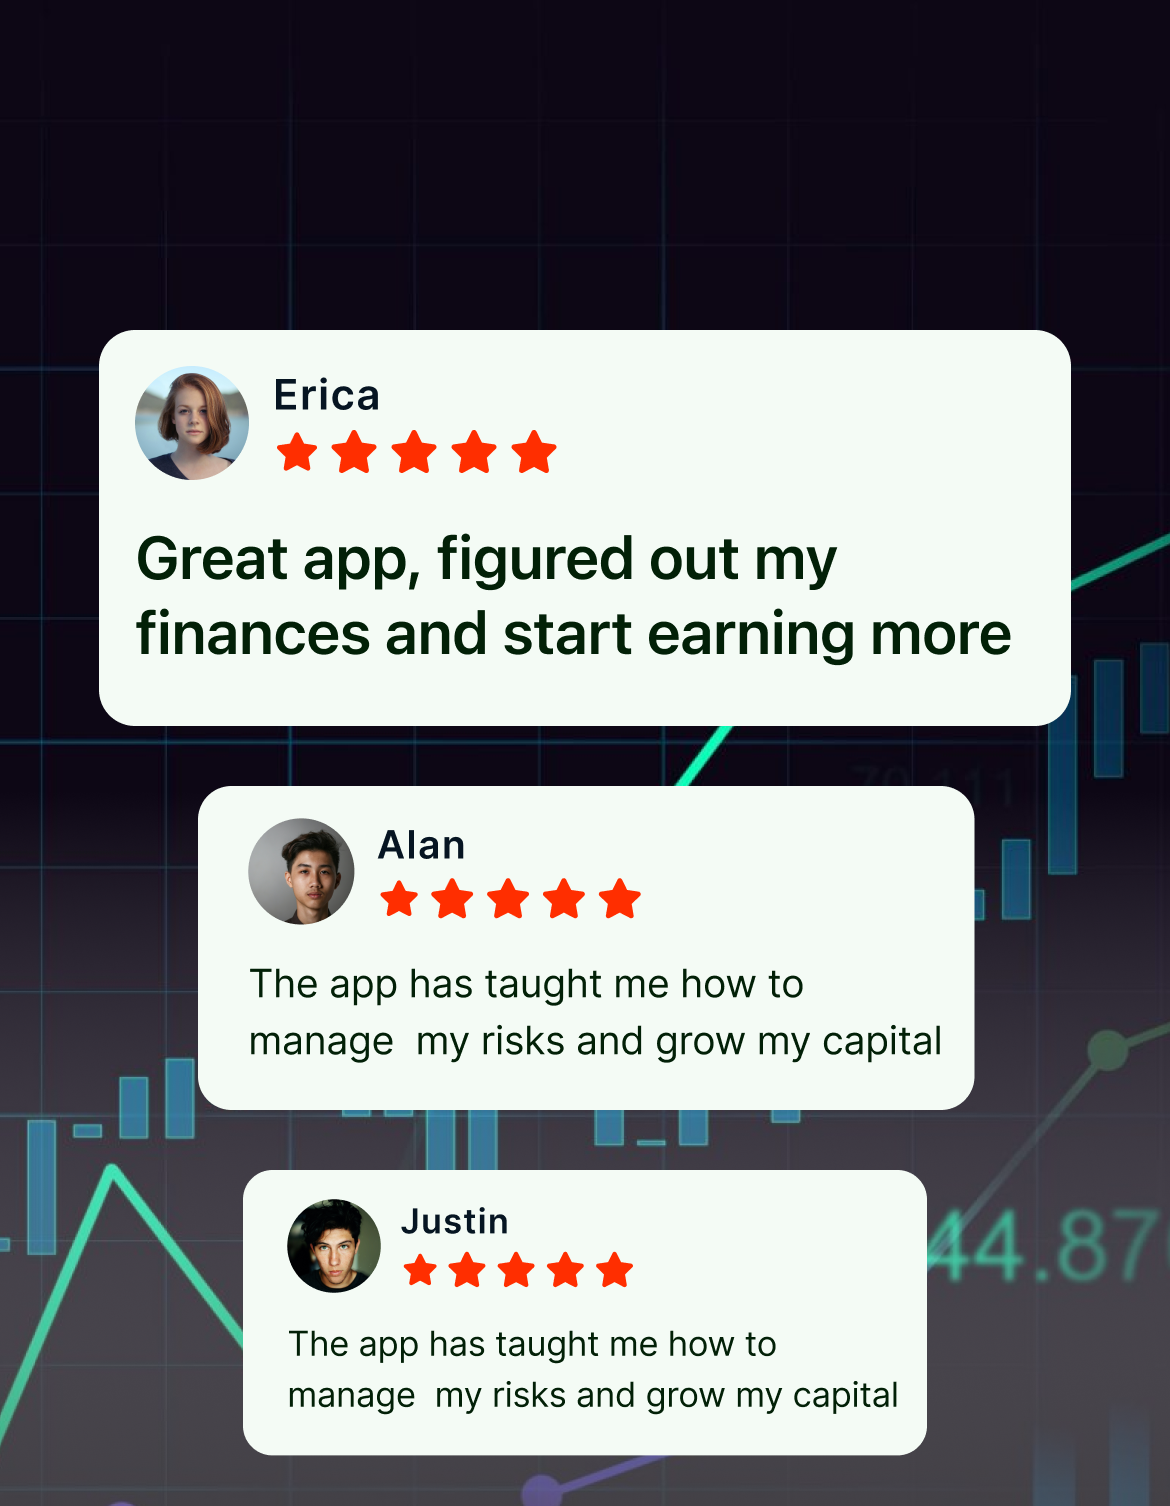 Erica
Great app, figured out my
finances and start earning more
70.111
Alan
The app has taught me how to
manage  my risks and grow my capital
Justin
44.87
The app has taught me how to
manage  my risks and grow my capital